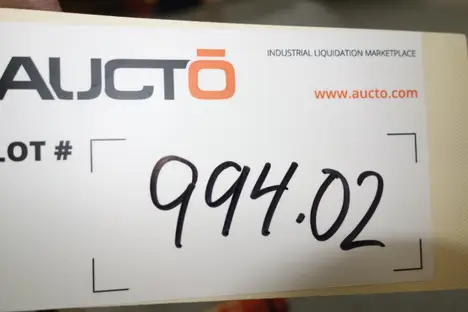 AUCTŌ
INDUSTRIAL LIQUIDATION MARKETPLACE
www.aucto.com
LOT #
994.02